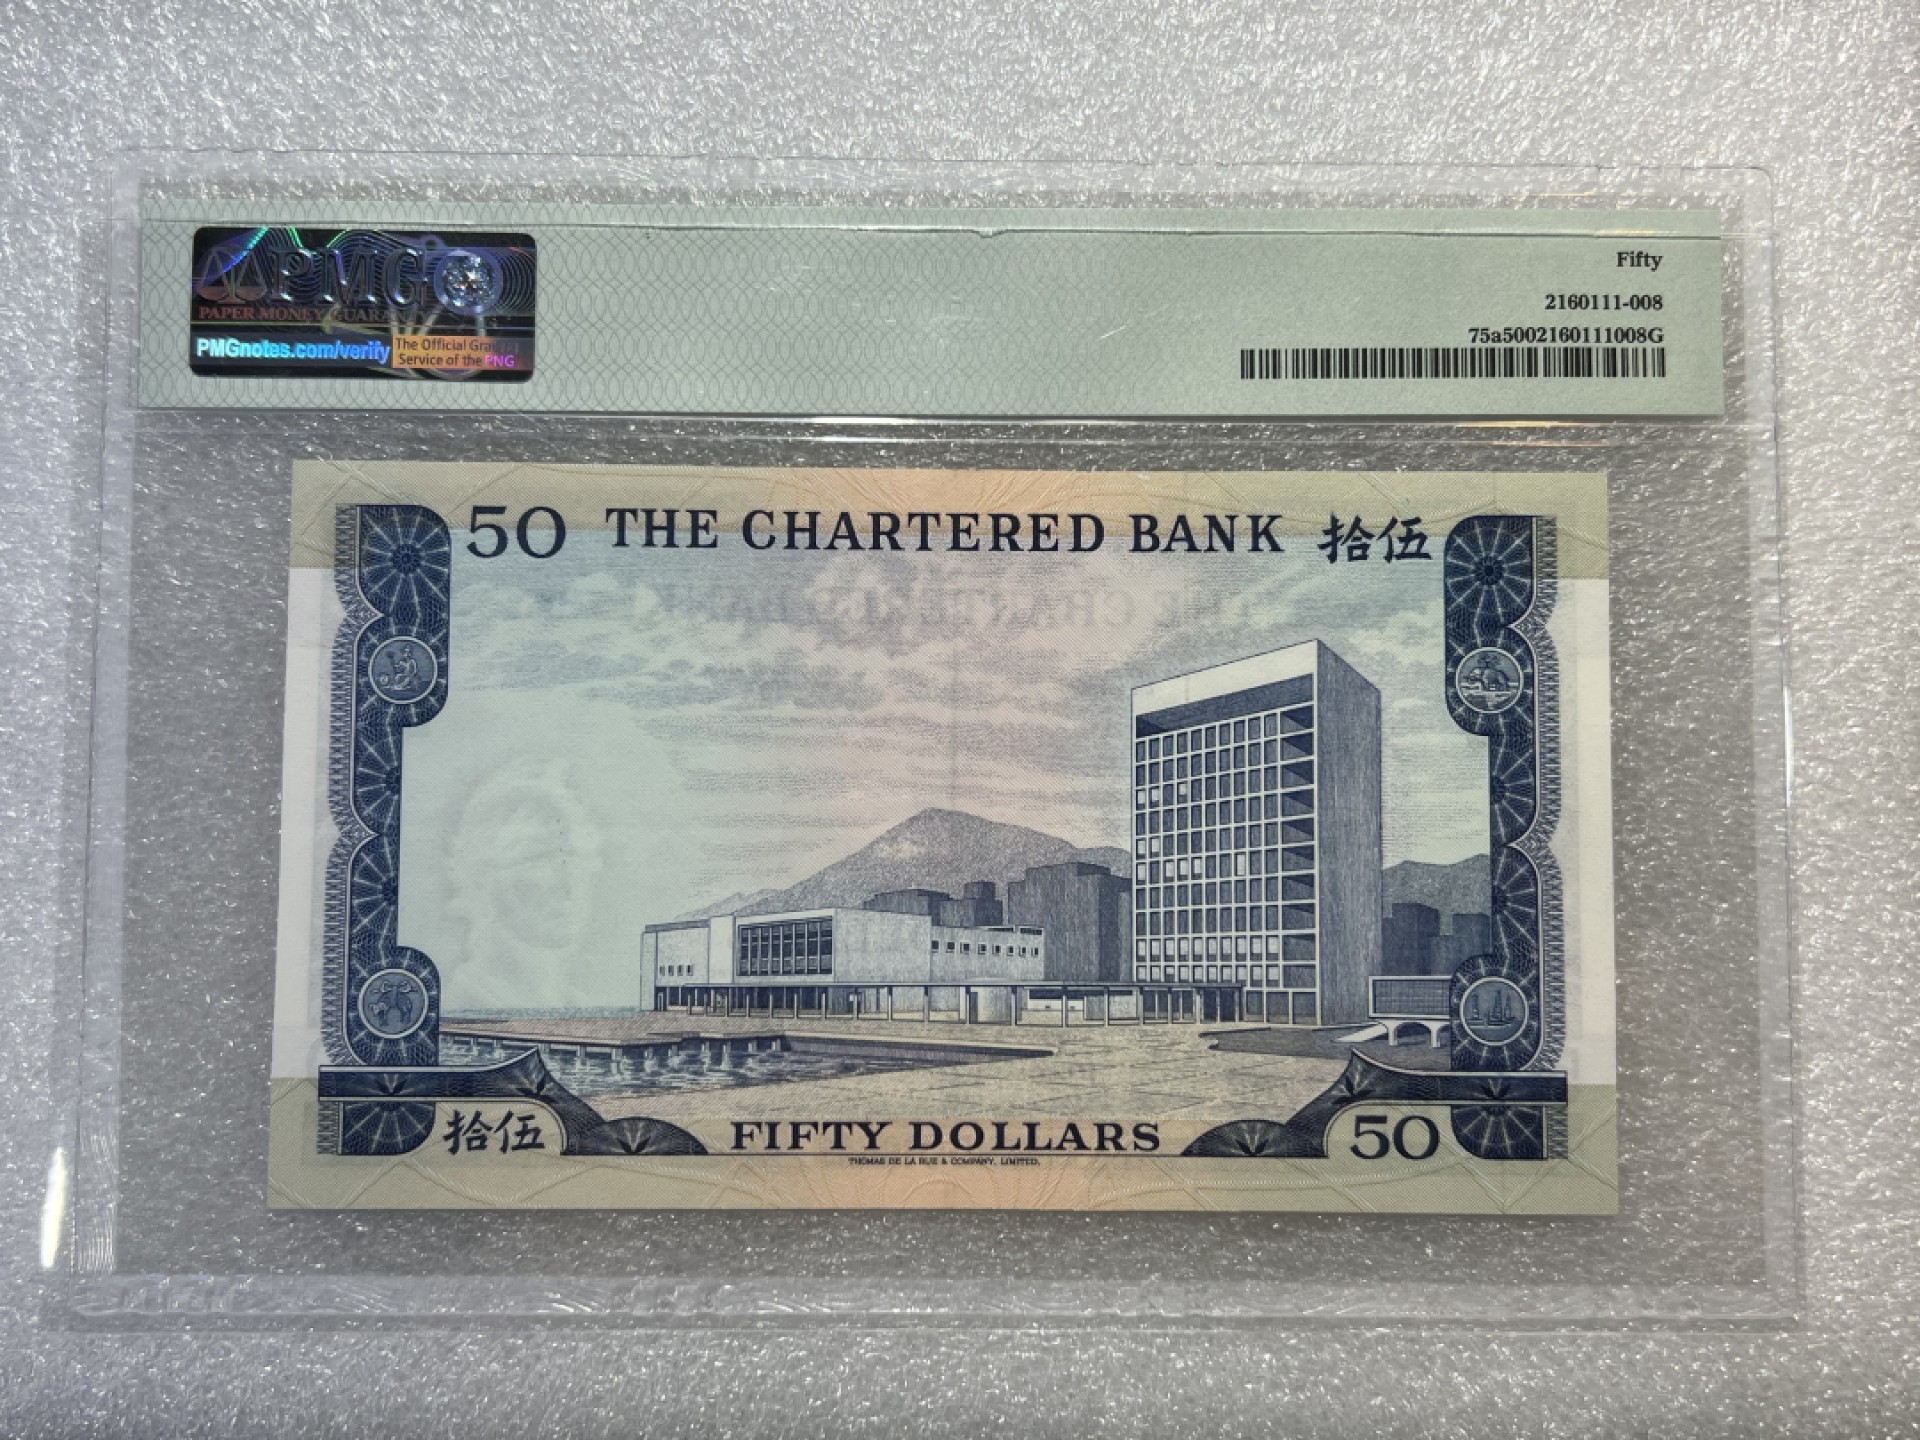 PMG
PAPER MONEY GUARANTY
PMGnotes.com/verify
The Official Grading
Service of the PNG
Fifty
2160111-008
75a5002160111008G
50 THE CHARTERED BANK 拾伍
拾伍 FIFTY DOLLARS 50
THOMAS DE LA RUE & COMPANY, LIMITED.